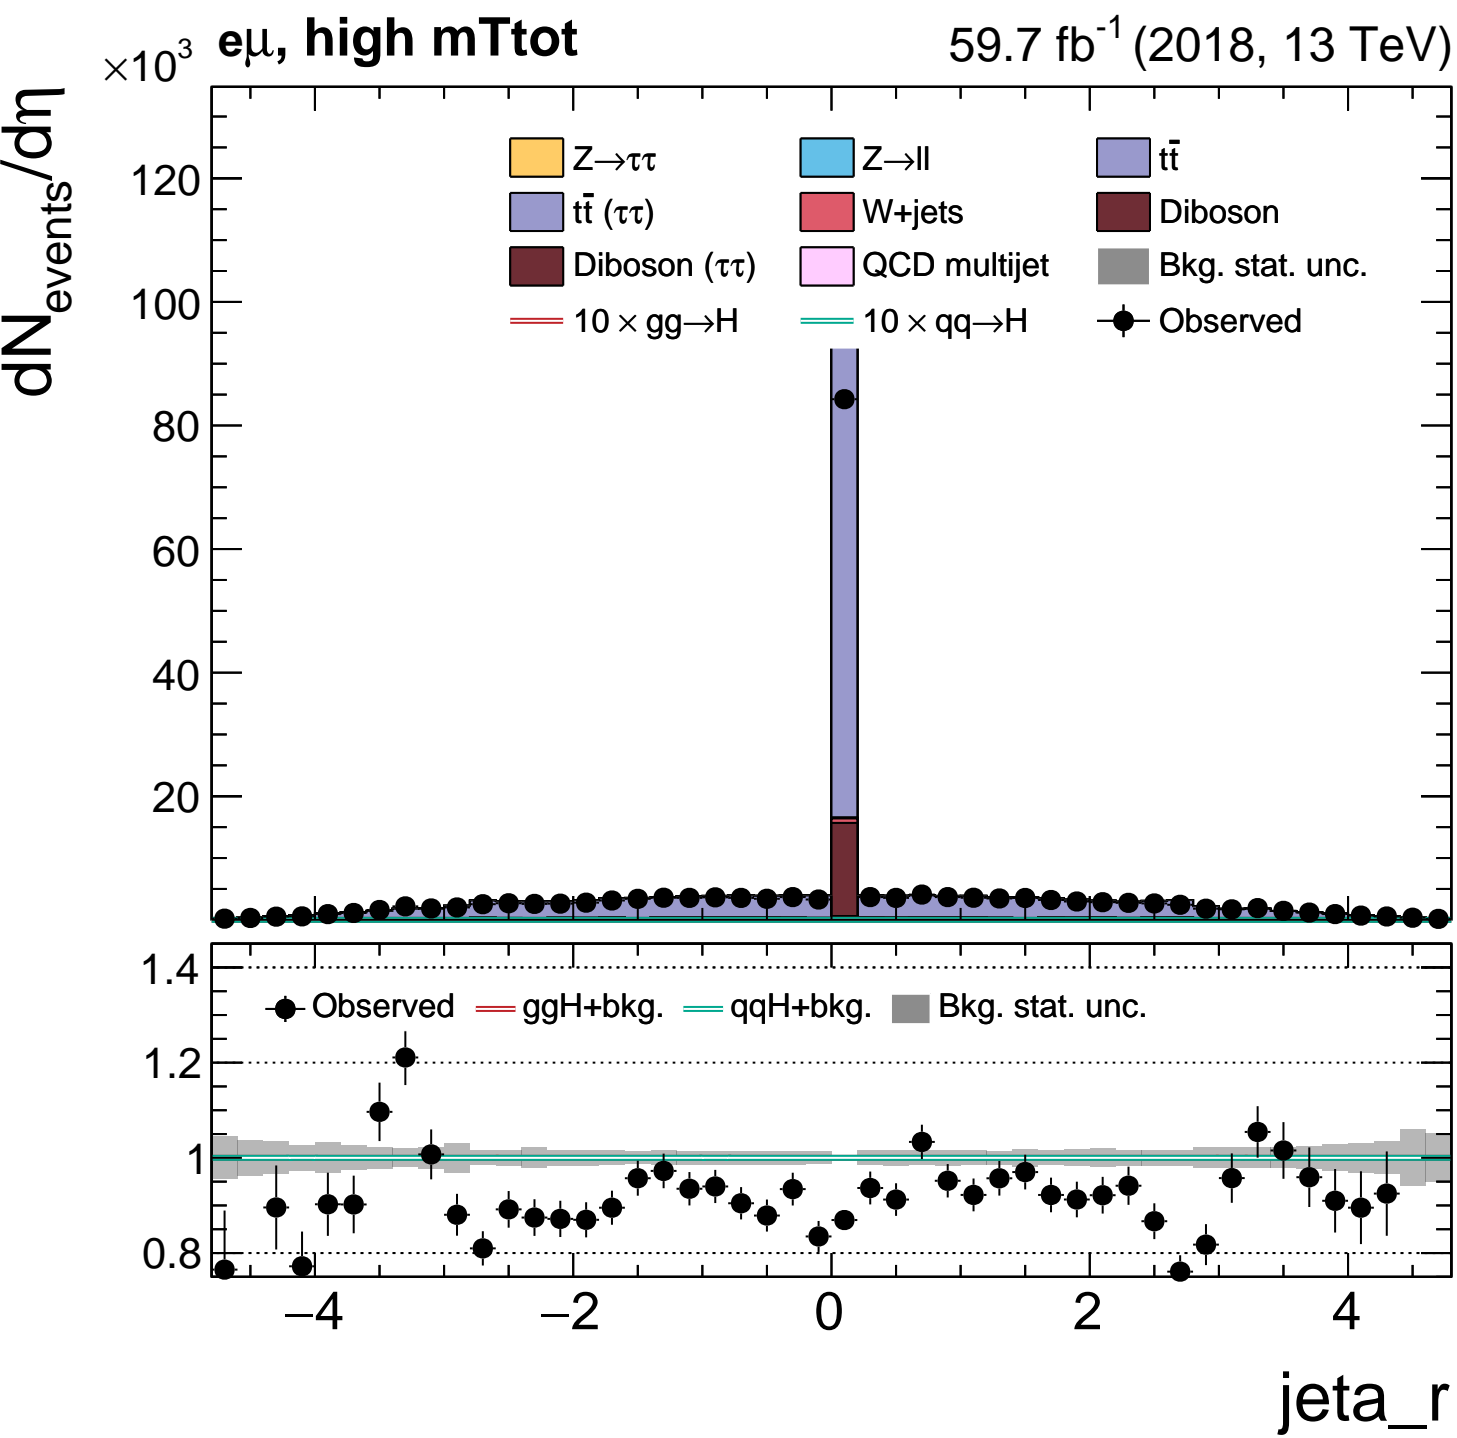 ×10³ eμ, high mTtot 59.7 fb⁻¹ (2018, 13 TeV)
dN_events/dη
Z→ττ Z→ll tt̄
tt̄ (ττ) W+jets Diboson
Diboson (ττ) QCD multijet Bkg. stat. unc.
10 × gg→H 10 × qq→H Observed
120
100
80
60
40
20
1.4
Observed ggH+bkg. qqH+bkg. Bkg. stat. unc.
1.2
1
0.8
−4 −2 0 2 4
jeta_r